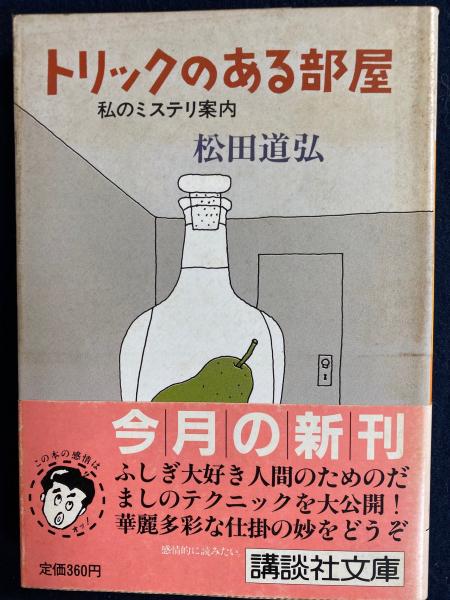 トリックのある部屋
私のミステリ案内
松田道弘
今月の新刊
この本の感情は
オッ!
ふしぎ大好き人間のためのだ
ましのテクニックを大公開!
華麗多彩な仕掛の妙をどうぞ
感情的に読みたい。
定価360円
講談社文庫